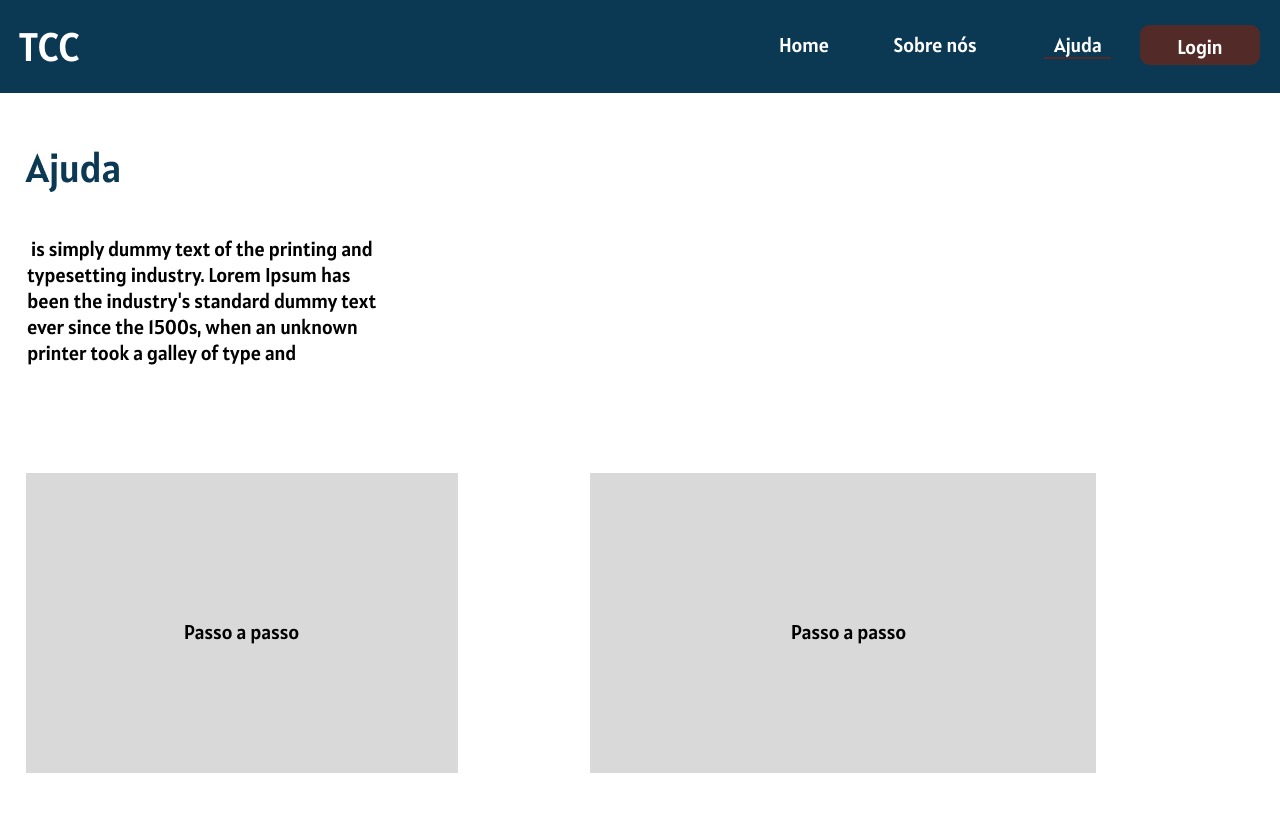 TCC
Home
Sobre nós
Ajuda
Login
Ajuda
is simply dummy text of the printing and
typesetting industry. Lorem Ipsum has
been the industry's standard dummy text
ever since the 1500s, when an unknown
printer took a galley of type and
Passo a passo
Passo a passo